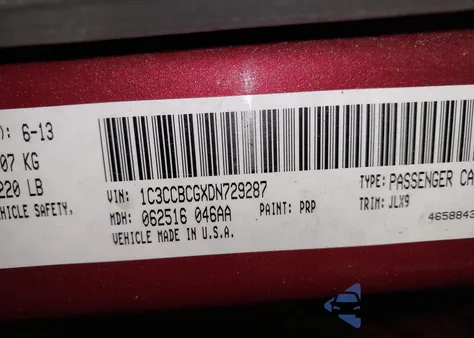 ): 6-13
07 KG
220 LB
HICLE SAFETY,
VIN: 1C3CCBCGXDN729287
TYPE: PASSENGER CA
MDH: 062516 046AA
PAINT: PRP
TRIM: JLX9
VEHICLE MADE IN U.S.A.
4658843